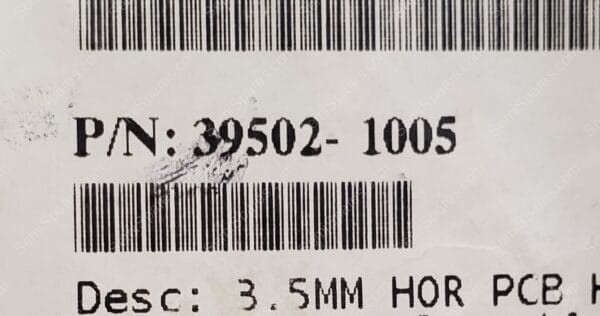 P/N: 39502- 1005
Desc: 3.5MM HOR PCB